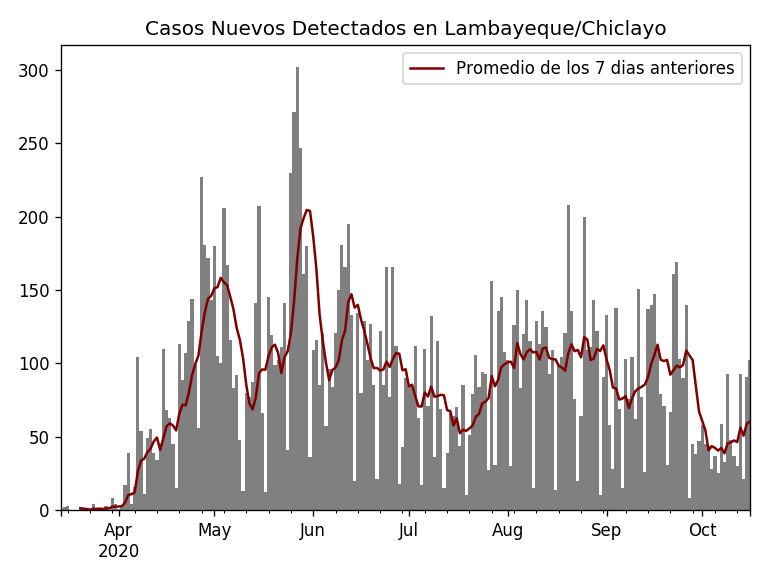 Casos Nuevos Detectados en Lambayeque/Chiclayo
Promedio de los 7 dias anteriores
300
250
200
150
100
50
0
Apr May Jun Jul Aug Sep Oct
2020